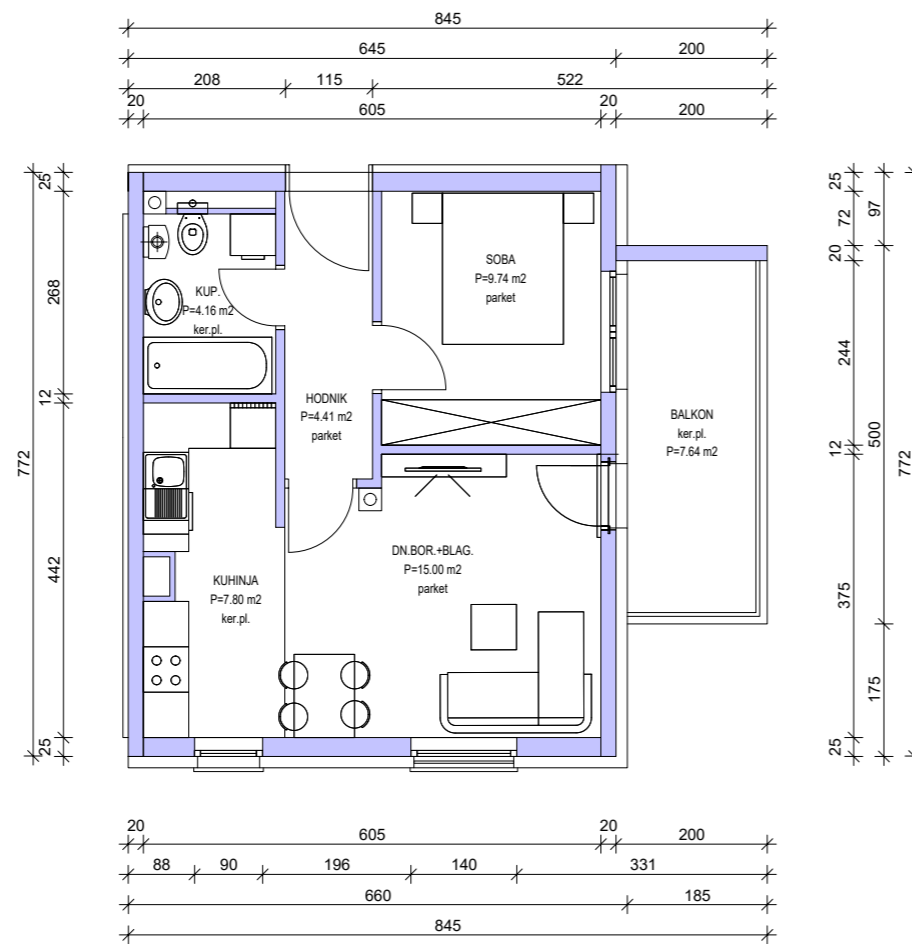 845
645
200
208
115
522
20
605
20
200
25
268
12
442
25
772
25
72
20
244
12
375
25
97
500
175
772
KUP.
P=4.16 m2
ker.pl.
SOBA
P=9.74 m2
parket
HODNIK
P=4.41 m2
parket
BALKON
ker.pl.
P=7.64 m2
KUHINJA
P=7.80 m2
ker.pl.
DN.BOR.+BLAG.
P=15.00 m2
parket
20
605
20
200
88
90
196
140
331
660
185
845